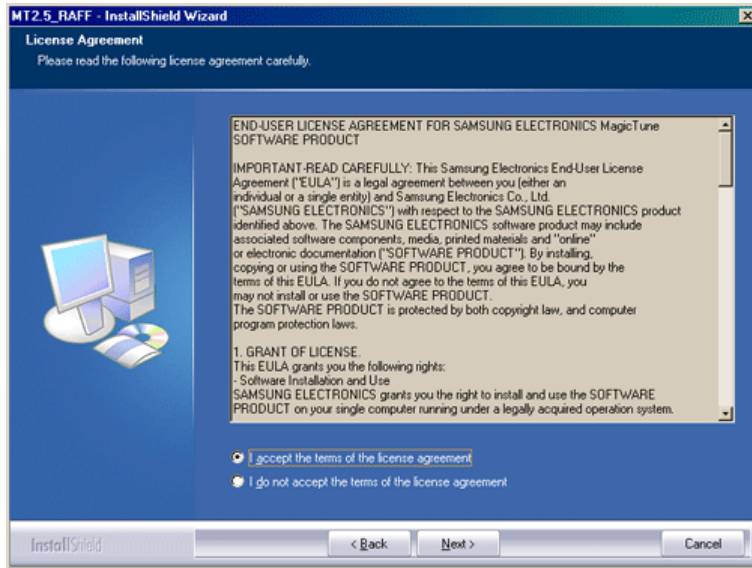 MT2.5_RAFF - InstallShield Wizard
License Agreement
Please read the following license agreement carefully.
END-USER LICENSE AGREEMENT FOR SAMSUNG ELECTRONICS MagicTune
SOFTWARE PRODUCT
IMPORTANT-READ CAREFULLY: This Samsung Electronics End-User License
Agreement ("EULA") is a legal agreement between you (either an
individual or a single entity) and Samsung Electronics Co., Ltd.
("SAMSUNG ELECTRONICS") with respect to the SAMSUNG ELECTRONICS product
identified above. The SAMSUNG ELECTRONICS software product may include
associated software components, media, printed materials and "online"
or electronic documentation ("SOFTWARE PRODUCT"). By installing,
copying or using the SOFTWARE PRODUCT, you agree to be bound by the
terms of this EULA. If you do not agree to the terms of this EULA, you
may not install or use the SOFTWARE PRODUCT.
The SOFTWARE PRODUCT is protected by both copyright law, and computer
program protection laws.
1. GRANT OF LICENSE.
This EULA grants you the following rights:
- Software Installation and Use
SAMSUNG ELECTRONICS grants you the right to install and use the SOFTWARE
PRODUCT on your single computer running under a legally acquired operation system.
I accept the terms of the license agreement
I do not accept the terms of the license agreement
InstallShield
< Back
Next >
Cancel